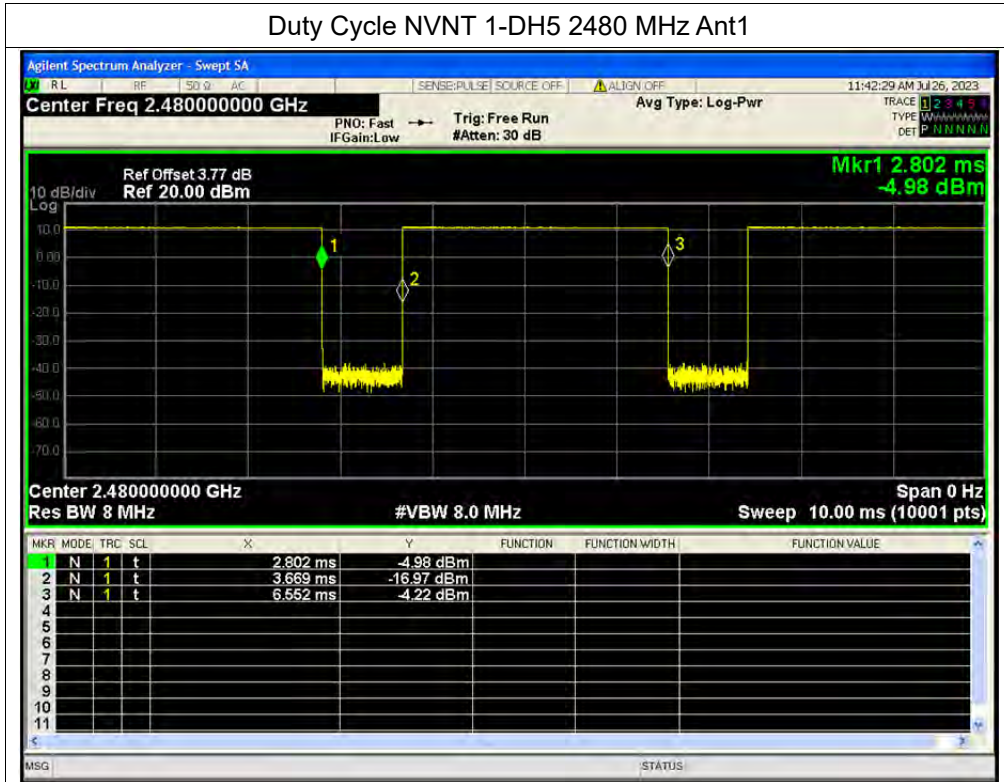 Duty Cycle NVNT 1-DH5 2480 MHz Ant1
Agilent Spectrum Analyzer - Swept SA
RL RF 50 Ω AC SENSE:PULSE SOURCE OFF ALIGN OFF 11:42:29 AM Jul 26, 2023
Center Freq 2.480000000 GHz Avg Type: Log-Pwr TRACE 1 2 3 4 5 6
PNO: Fast Trig: Free Run TYPE W
IFGain:Low #Atten: 30 dB DET P N N N N N
Mkr1 2.802 ms
Ref Offset 3.77 dB
10 dB/div Ref 20.00 dBm -4.98 dBm
Log
10.0
0.00
-10.0
-20.0
-30.0
-40.0
-50.0
-60.0
-70.0
1
2
3
Center 2.480000000 GHz Span 0 Hz
Res BW 8 MHz #VBW 8.0 MHz Sweep 10.00 ms (10001 pts)
MKR MODE TRC SCL X Y FUNCTION FUNCTION WIDTH FUNCTION VALUE
1 N 1 t 2.802 ms -4.98 dBm
2 N 1 t 3.669 ms -16.97 dBm
3 N 1 t 6.552 ms -4.22 dBm
4
5
6
7
8
9
10
11
MSG STATUS